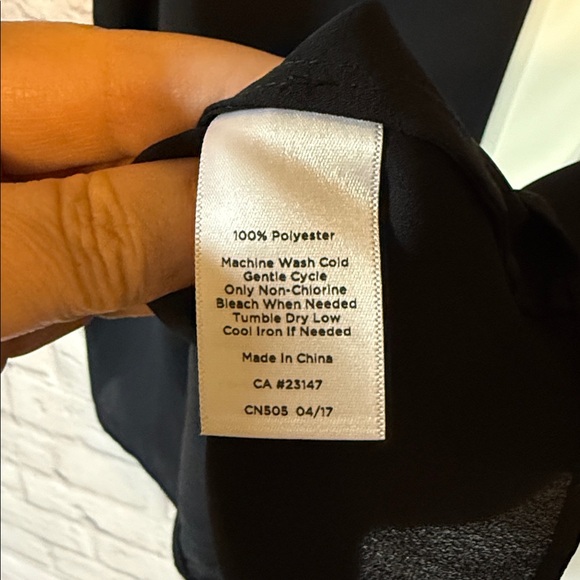 100% Polyester
Machine Wash Cold
Gentle Cycle
Only Non-Chlorine
Bleach When Needed
Tumble Dry Low
Cool Iron If Needed
Made In China
CA #23147
CN505 04/17